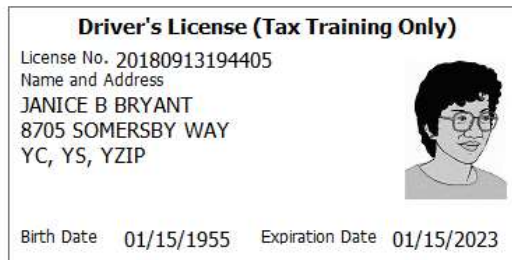 Driver's License (Tax Training Only)
License No. 20180913194405
Name and Address
JANICE B BRYANT
8705 SOMERSBY WAY
YC, YS, YZIP
Birth Date 01/15/1955 Expiration Date 01/15/2023